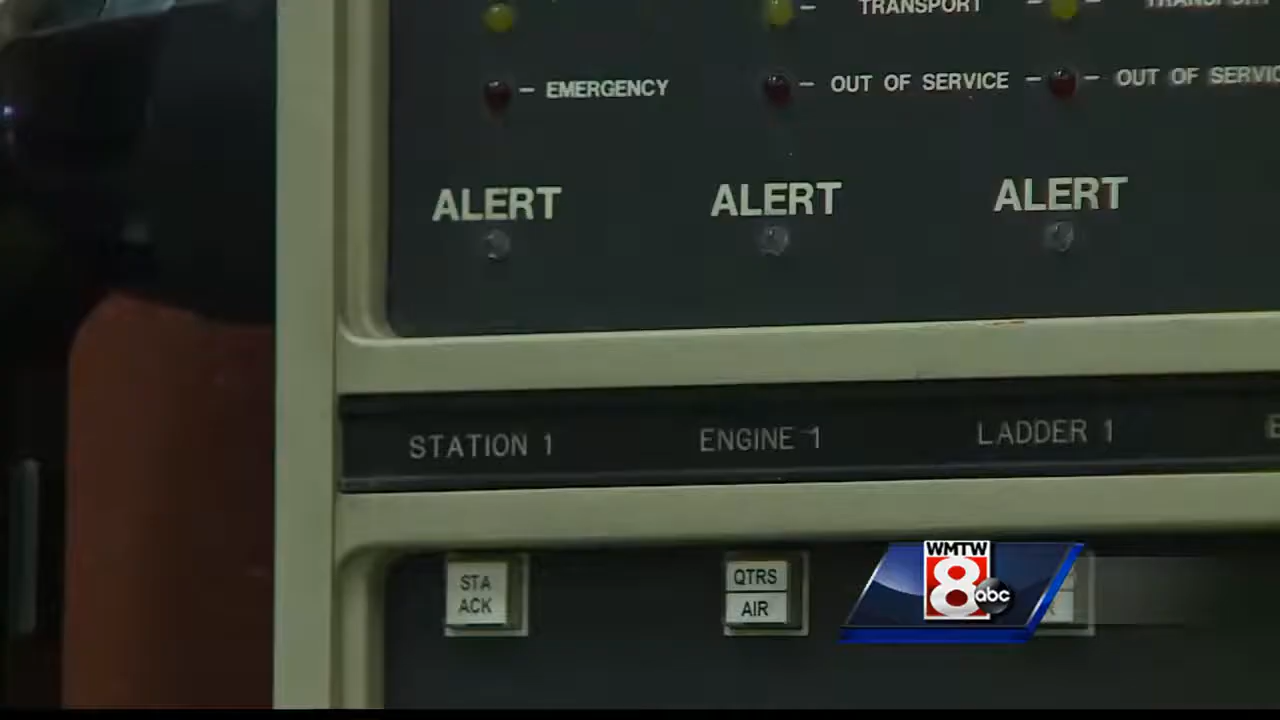 TRANSPORT
EMERGENCY
OUT OF SERVICE
OUT OF
ALERT
ALERT
ALERT
STATION 1
ENGINE 1
LADDER 1
STA
ACK
QTRS
AIR
WMTW
8
abc